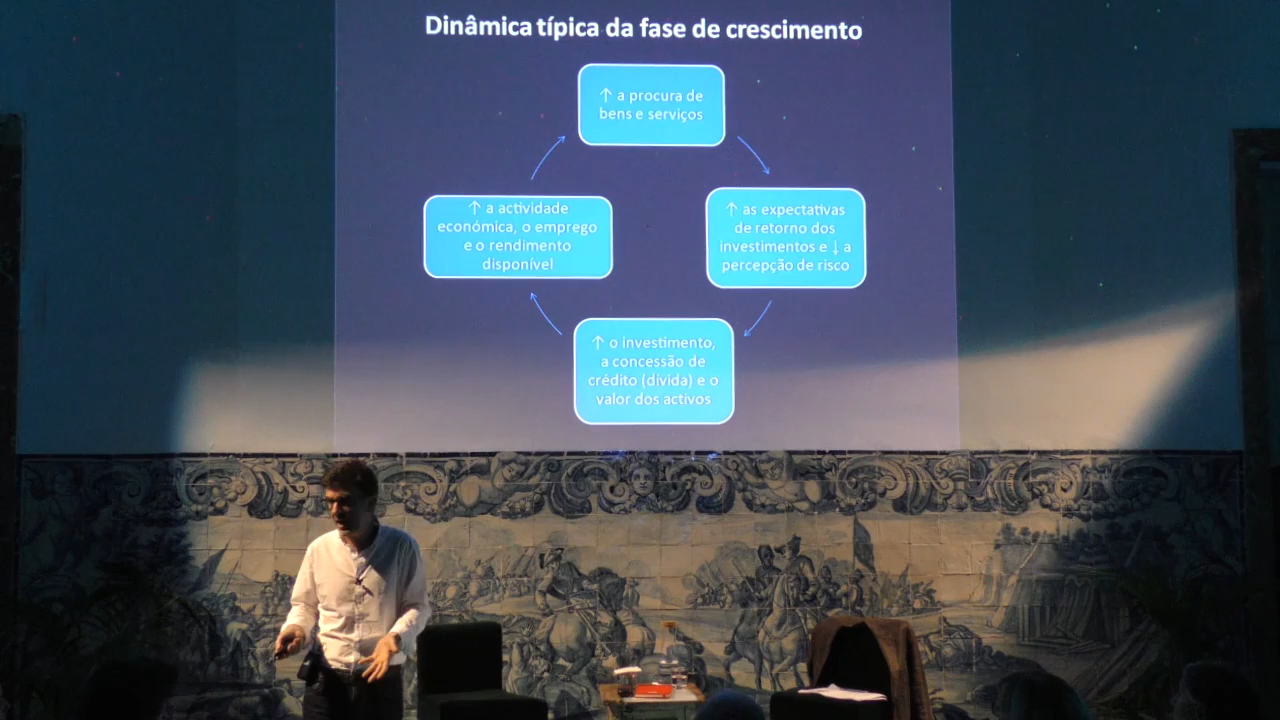 Dinâmica típica da fase de crescimento
↑ a procura de
bens e serviços
↑ as expectativas
de retorno dos
investimentos e ↓ a
percepção de risco
↑ o investimento,
a concessão de
crédito (dívida) e o
valor dos activos
↑ a actividade
económica, o emprego
e o rendimento
disponível